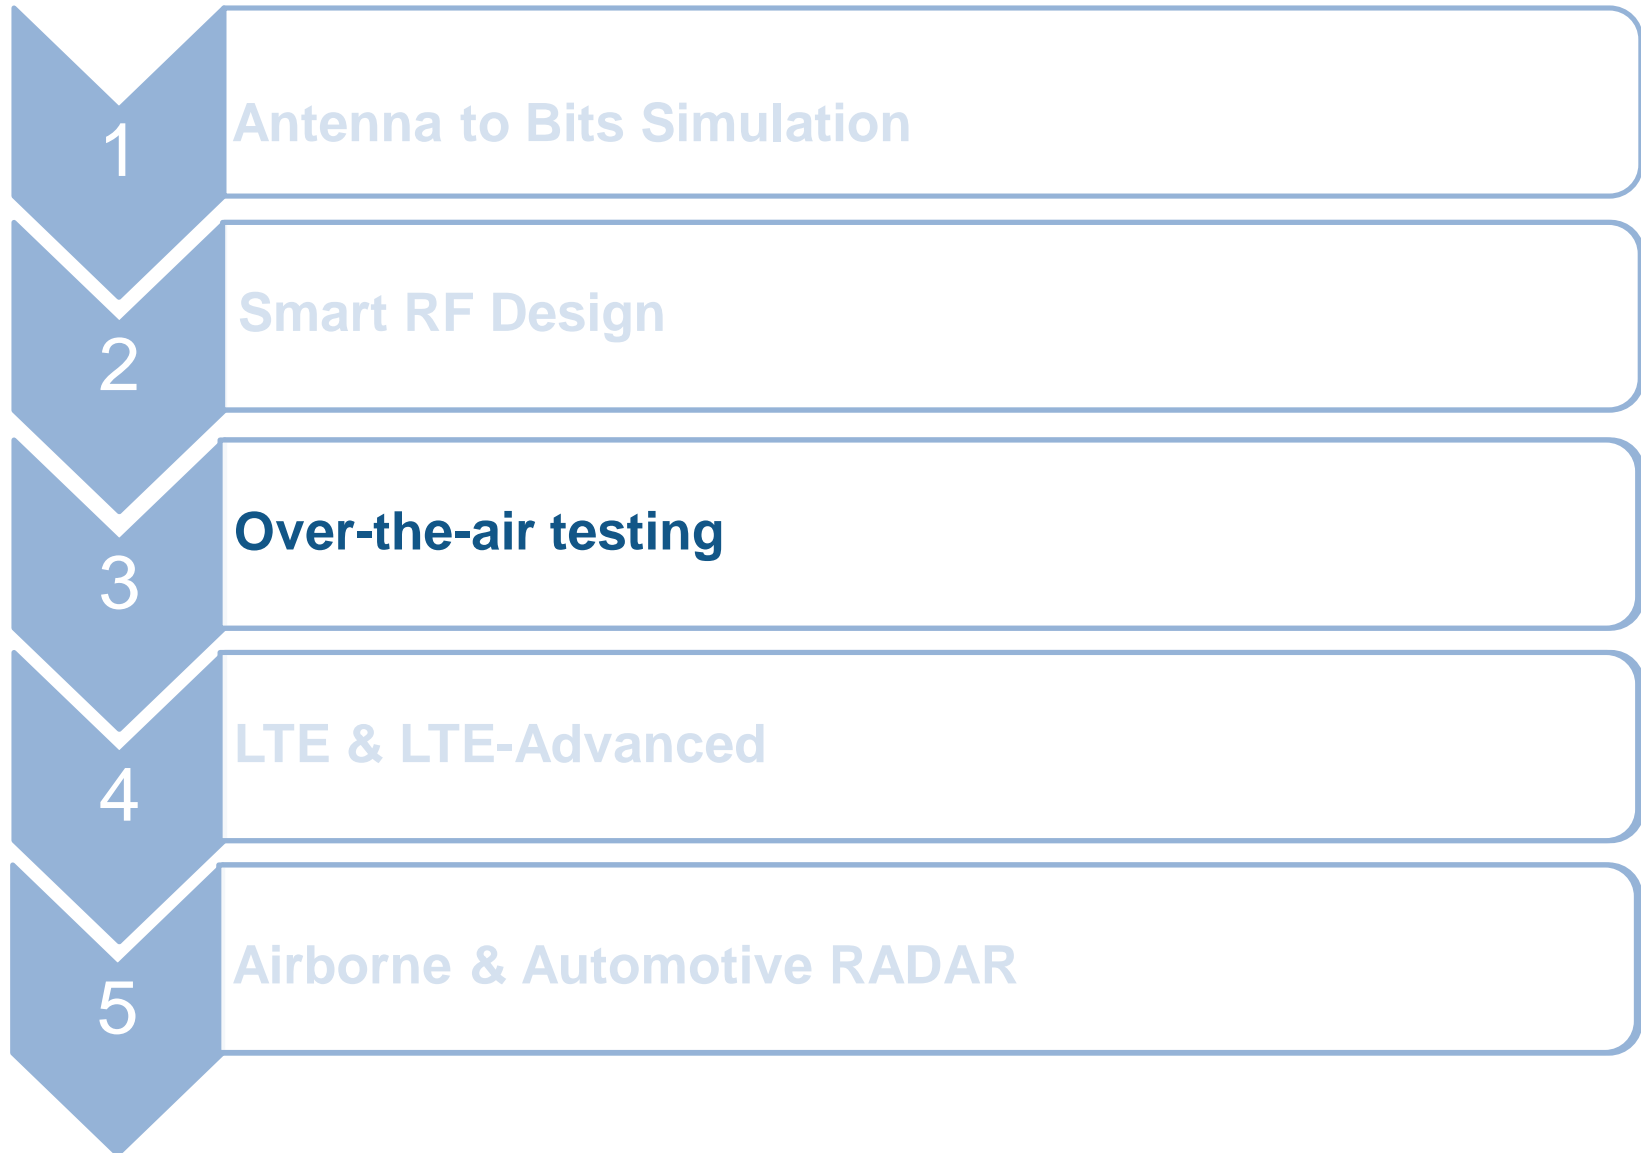 1
Antenna to Bits Simulation
2
Smart RF Design
3
Over-the-air testing
4
LTE & LTE-Advanced
5
Airborne & Automotive RADAR